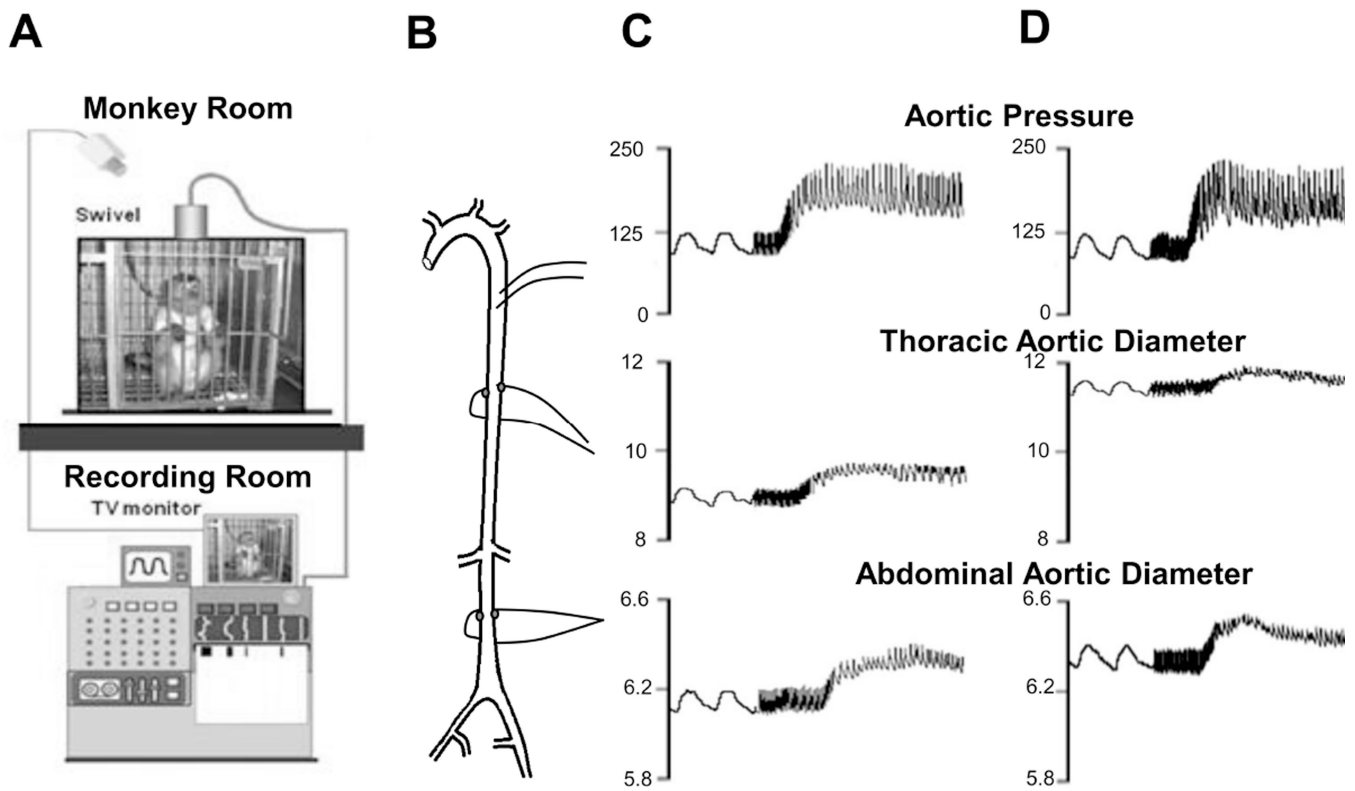 A
B
C
D
Monkey Room
Swivel
Recording Room
TV monitor
Aortic Pressure
250
125
0
250
125
0
Thoracic Aortic Diameter
12
10
8
12
10
8
Abdominal Aortic Diameter
6.6
6.2
5.8
6.6
6.2
5.8